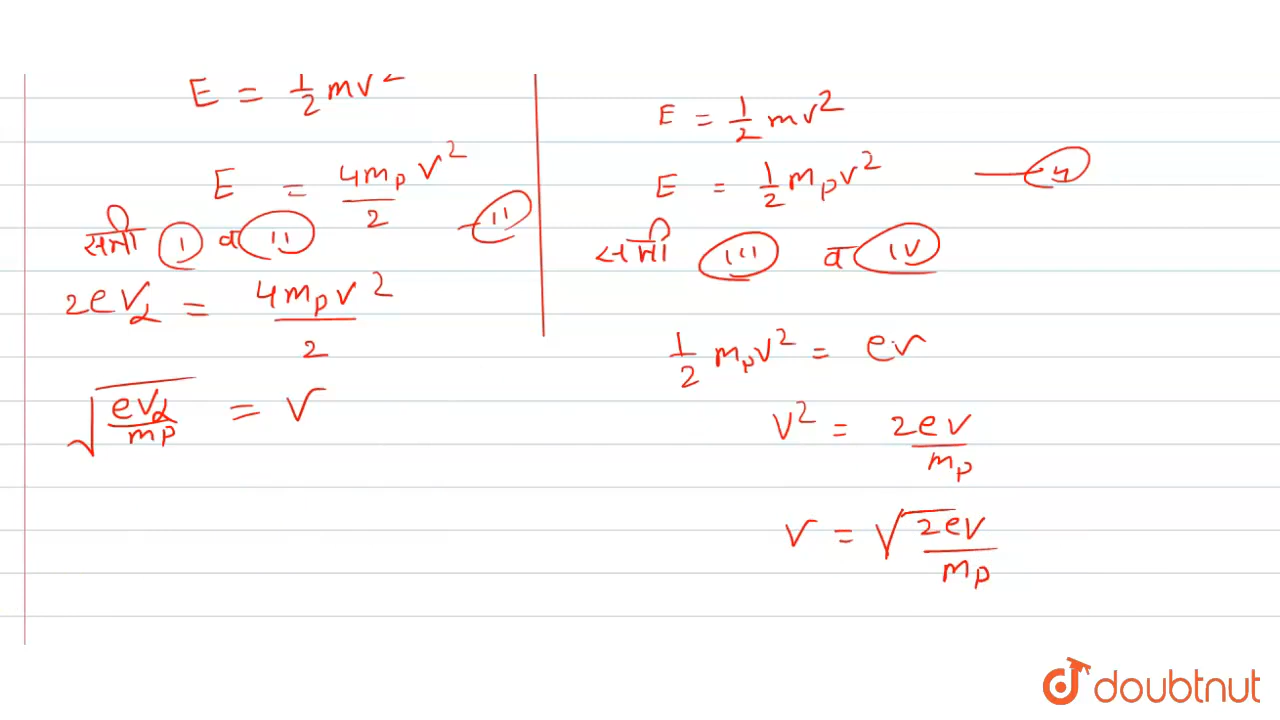 E = 1/2 mv²
E = 4mₚv²/2 —(11)
समी (1) व (11)
2eV_α = 4mₚv²/2
√(eV_α/mₚ) = v
E = 1/2 mv²
E = 1/2 mₚv²
समी (111) व (1V)
1/2 mₚv² = ev
v² = 2ev/mₚ
v = √(2ev/mₚ)
doubtnut